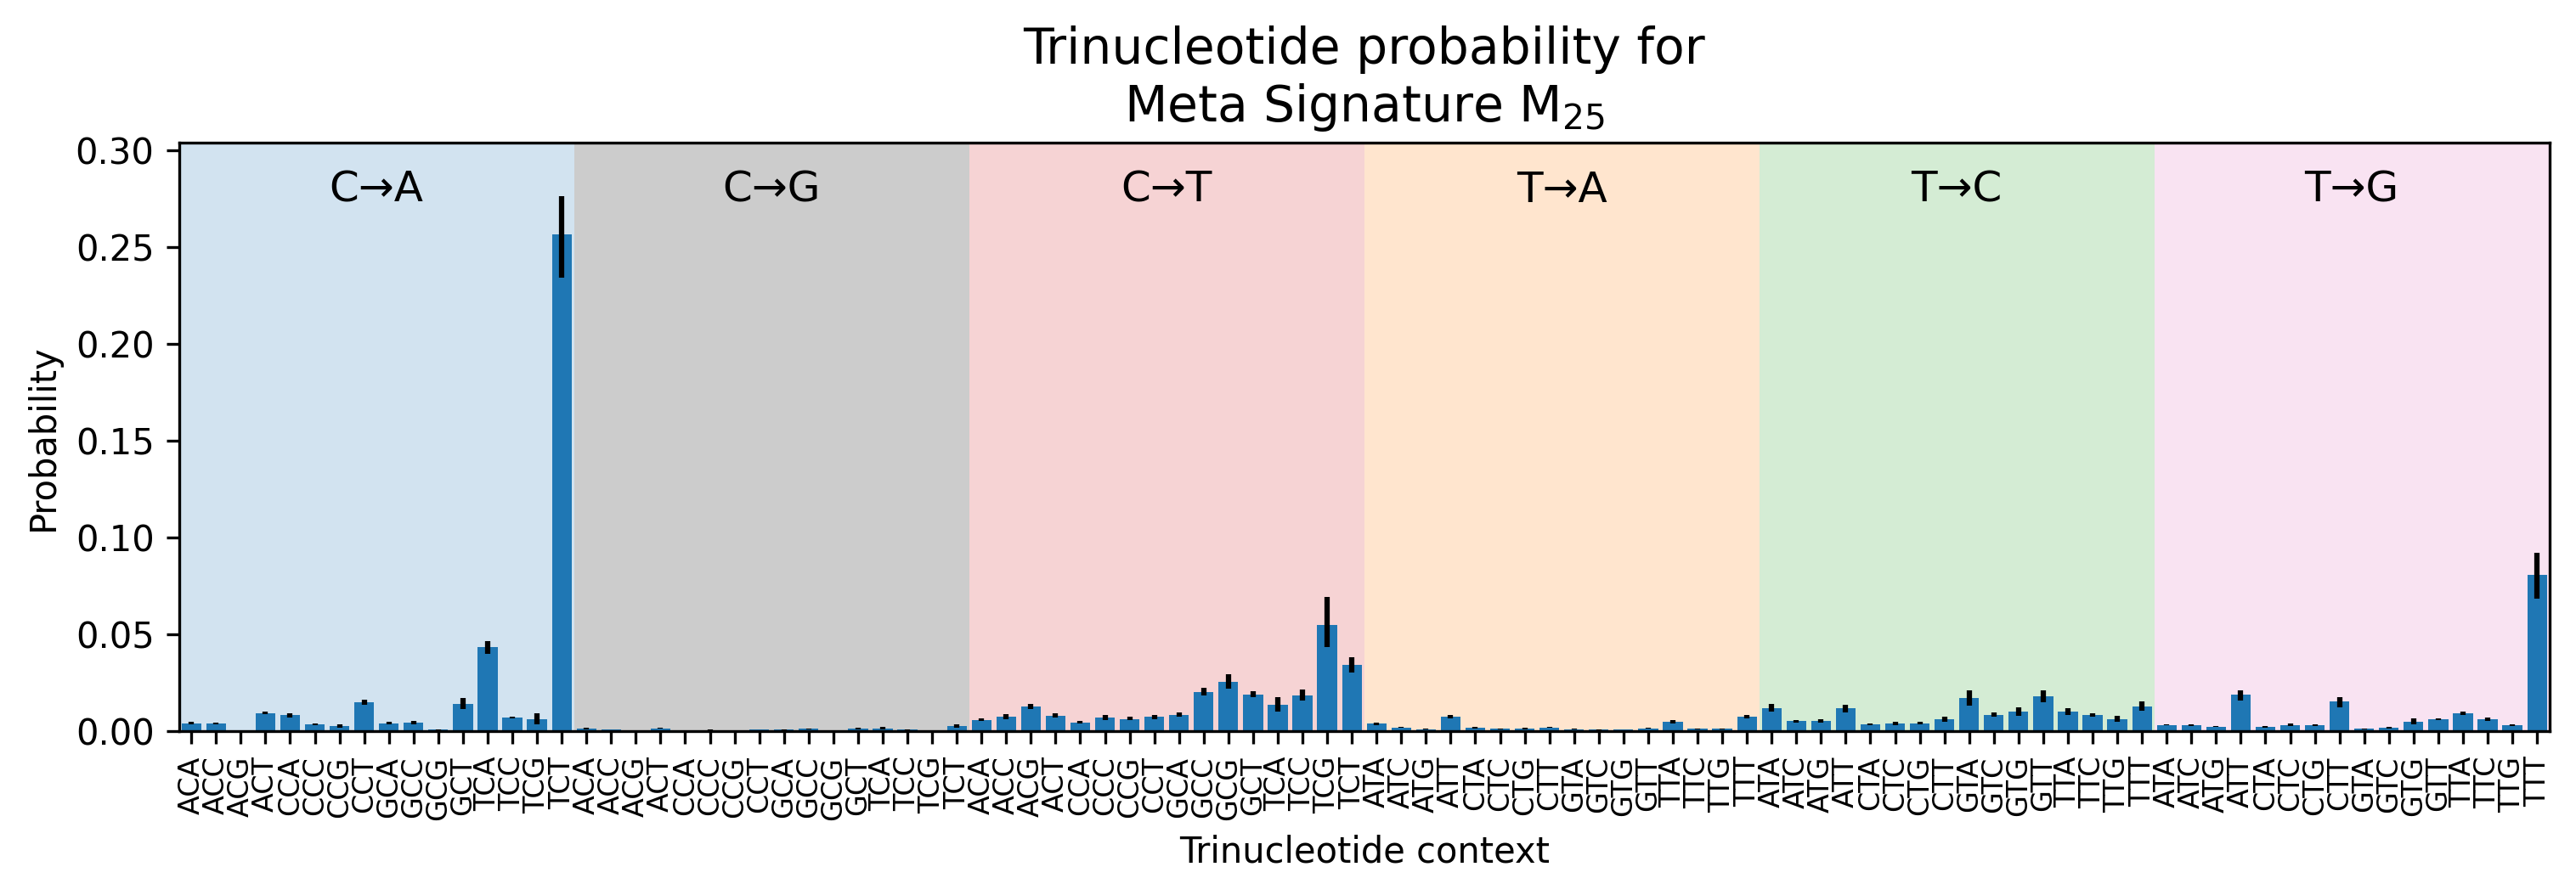 Trinucleotide probability for
Meta Signature M₂₅
0.30
0.25
0.20
0.15
0.10
0.05
0.00
Probability
C→A C→G C→T T→A T→C T→G
ACA ACC ACG ACT CCA CCC CCG CCT GCA GCC GCG GCT TCA TCC TCG TCT ACA ACC ACG ACT CCA CCC CCG CCT GCA GCC GCG GCT TCA TCC TCG TCT ACA ACC ACG ACT CCA CCC CCG CCT GCA GCC GCG GCT TCA TCC TCG TCT ATA ATC ATG ATT CTA CTC CTG CTT GTA GTC GTG GTT TTA TTC TTG TTT ATA ATC ATG ATT CTA CTC CTG CTT GTA GTC GTG GTT TTA TTC TTG TTT ATA ATC ATG ATT CTA CTC CTG CTT GTA GTC GTG GTT TTA TTC TTG TTT
Trinucleotide context